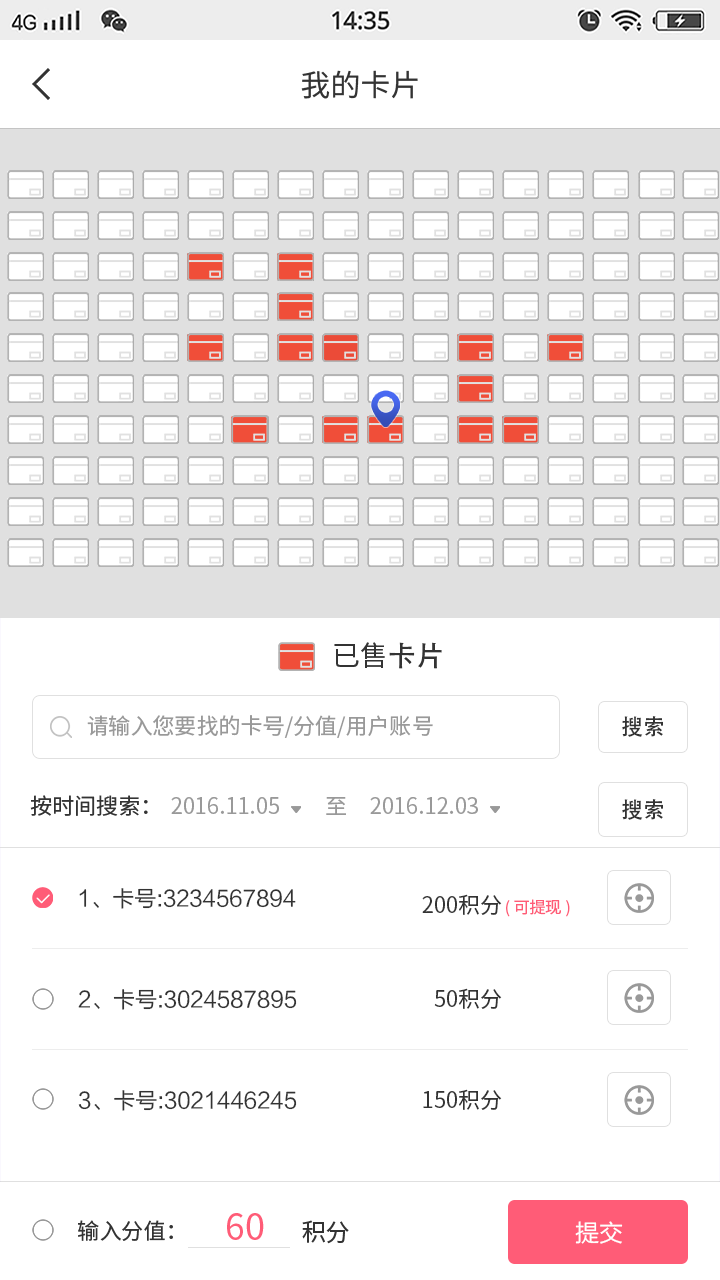 4G 14:35
我的卡片
已售卡片
请输入您要找的卡号/分值/用户账号 搜索
按时间搜索： 2016.11.05 至 2016.12.03 搜索
1、卡号:3234567894 200积分(可提现)
2、卡号:3024587895 50积分
3、卡号:3021446245 150积分
输入分值： 60 积分 提交